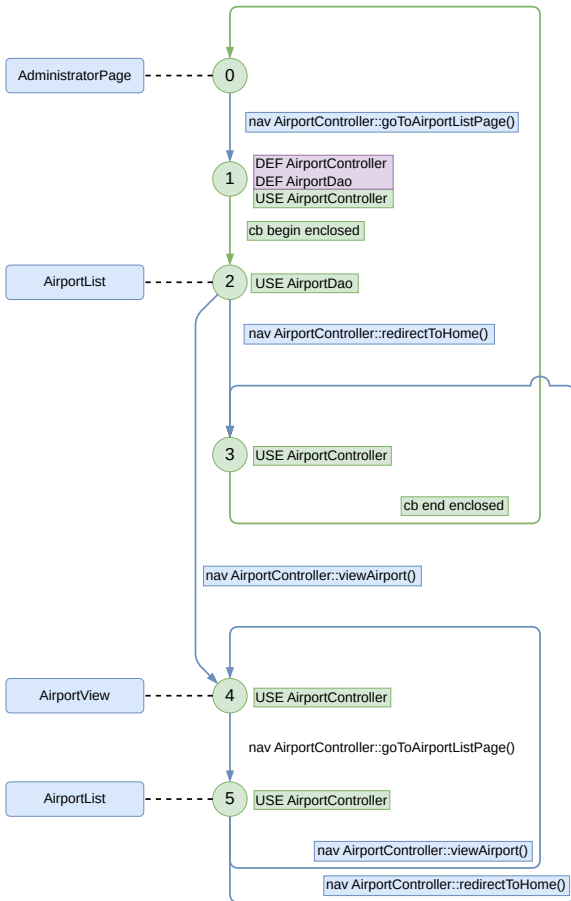 AdministratorPage
0
nav AirportController::goToAirportListPage()
1
DEF AirportController
DEF AirportDao
USE AirportController
cb begin enclosed
AirportList
2
USE AirportDao
nav AirportController::redirectToHome()
3
USE AirportController
cb end enclosed
nav AirportController::viewAirport()
AirportView
4
USE AirportController
nav AirportController::goToAirportListPage()
AirportList
5
USE AirportController
nav AirportController::viewAirport()
nav AirportController::redirectToHome()